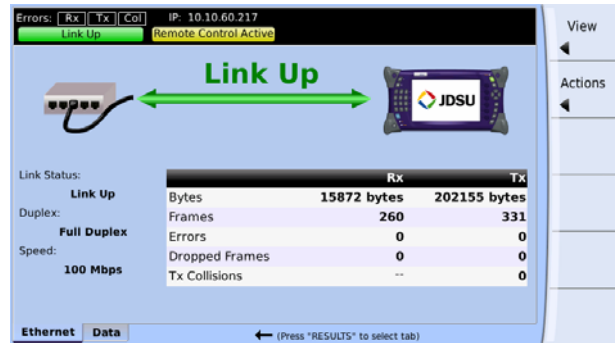 Errors: Rx Tx Col IP: 10.10.60.217
Link Up Remote Control Active
View
Actions
Link Up
JDSU
Link Status:
Link Up
Duplex:
Full Duplex
Speed:
100 Mbps
Rx Tx
Bytes 15872 bytes 202155 bytes
Frames 260 331
Errors 0 0
Dropped Frames 0 0
Tx Collisions -- 0
Ethernet Data ← (Press "RESULTS" to select tab)